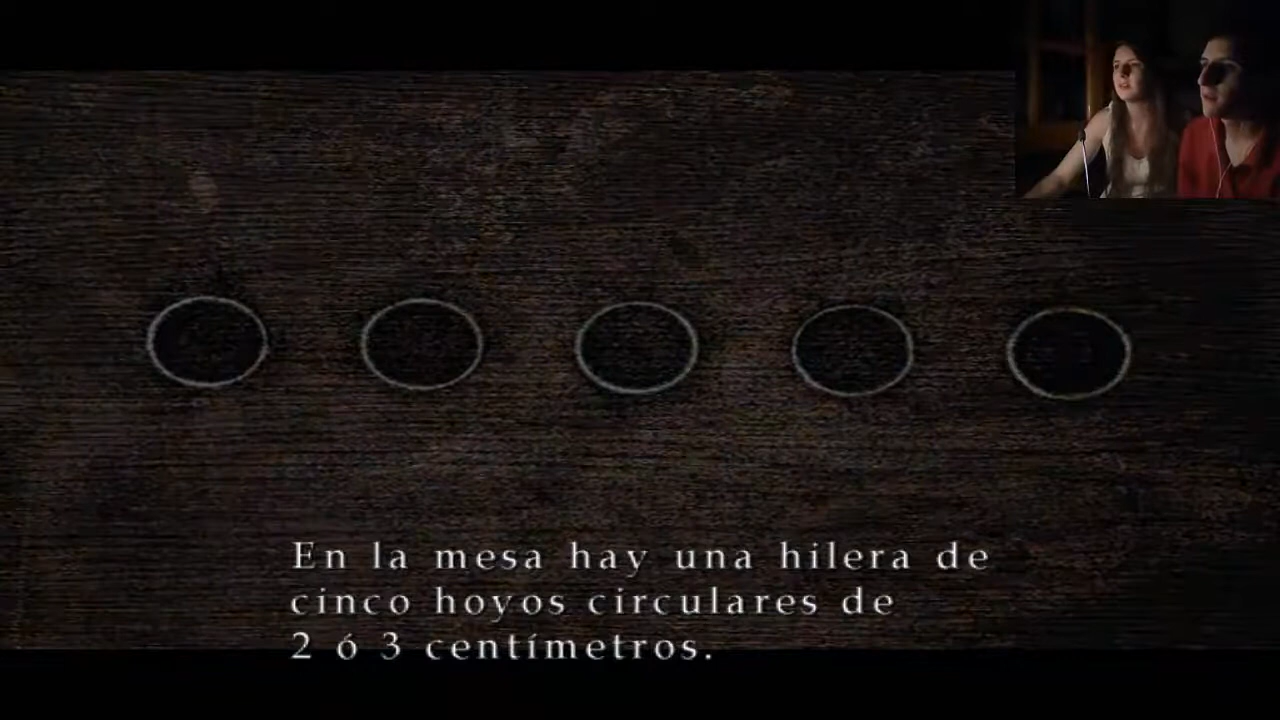 En la mesa hay una hilera de
cinco hoyos circulares de
2 ó 3 centímetros.